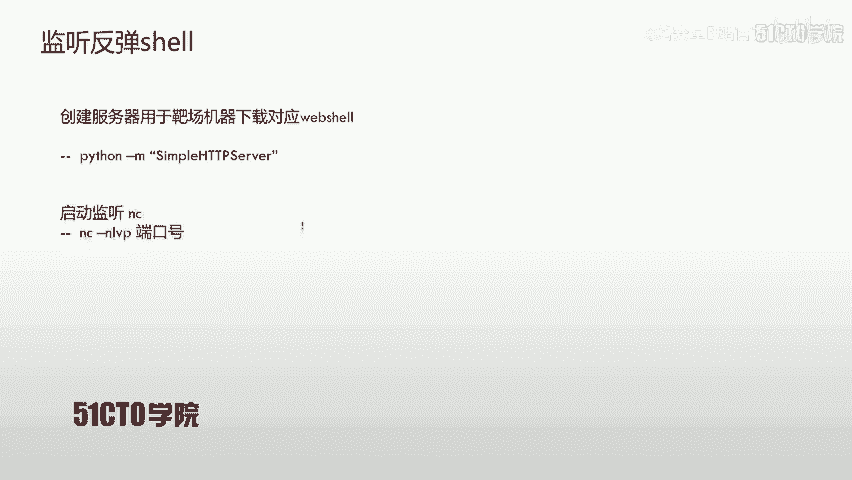 监听反弹shell
51CTO学院
创建服务器用于靶场机器下载对应webshell
-- python –m “SimpleHTTPServer”
启动监听 nc
-- nc –nlvp 端口号
51CTO学院